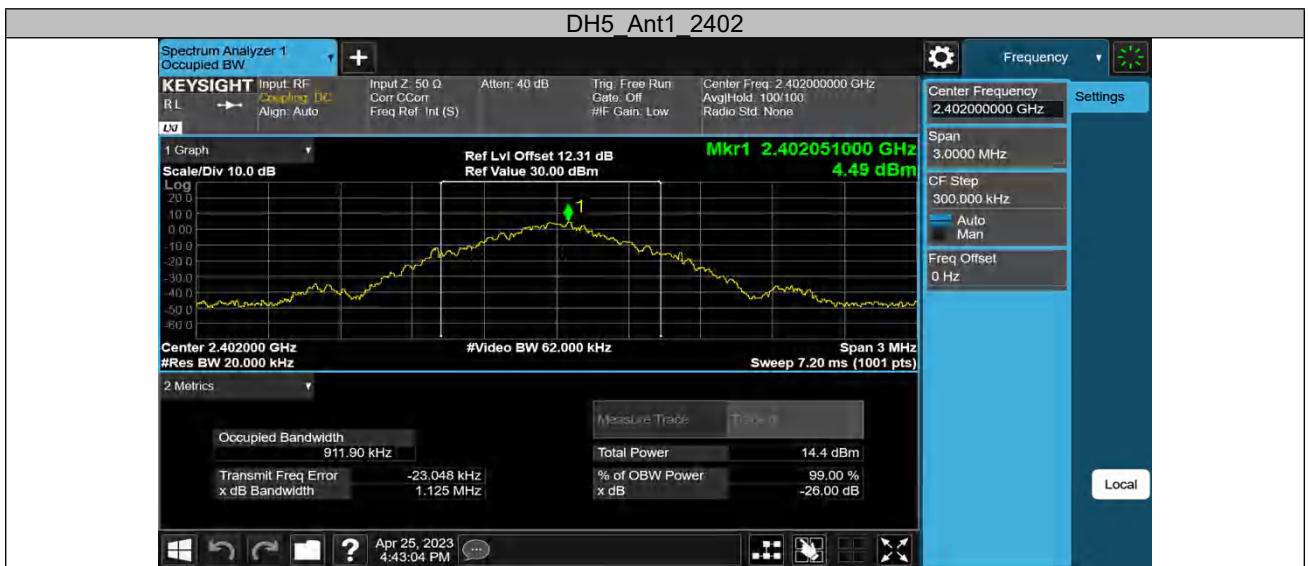 DH5_Ant1_2402
Spectrum Analyzer 1
Occupied BW
+
Frequency
KEYSIGHT
RL
LXI
Input: RF
Coupling: DC
Align: Auto
Input Z: 50 Ω
Corr CCorr
Freq Ref: Int (S)
Atten: 40 dB
Trig: Free Run
Gate: Off
#IF Gain: Low
Center Freq: 2.402000000 GHz
Avg|Hold: 100/100
Radio Std: None
Center Frequency
2.402000000 GHz
Settings
Span
3.0000 MHz
CF Step
300.000 kHz
Auto
Man
Freq Offset
0 Hz
Local
1 Graph
Scale/Div 10.0 dB
Ref Lvl Offset 12.31 dB
Ref Value 30.00 dBm
Mkr1 2.402051000 GHz
4.49 dBm
Log
20.0
10.0
0.00
-10.0
-20.0
-30.0
-40.0
-50.0
-60.0
1
Center 2.402000 GHz
#Res BW 20.000 kHz
#Video BW 62.000 kHz
Span 3 MHz
Sweep 7.20 ms (1001 pts)
2 Metrics
Measure Trace
Occupied Bandwidth
911.90 kHz
Total Power 14.4 dBm
Transmit Freq Error -23.048 kHz
% of OBW Power 99.00 %
x dB Bandwidth 1.125 MHz
x dB -26.00 dB
?
Apr 25, 2023
4:43:04 PM